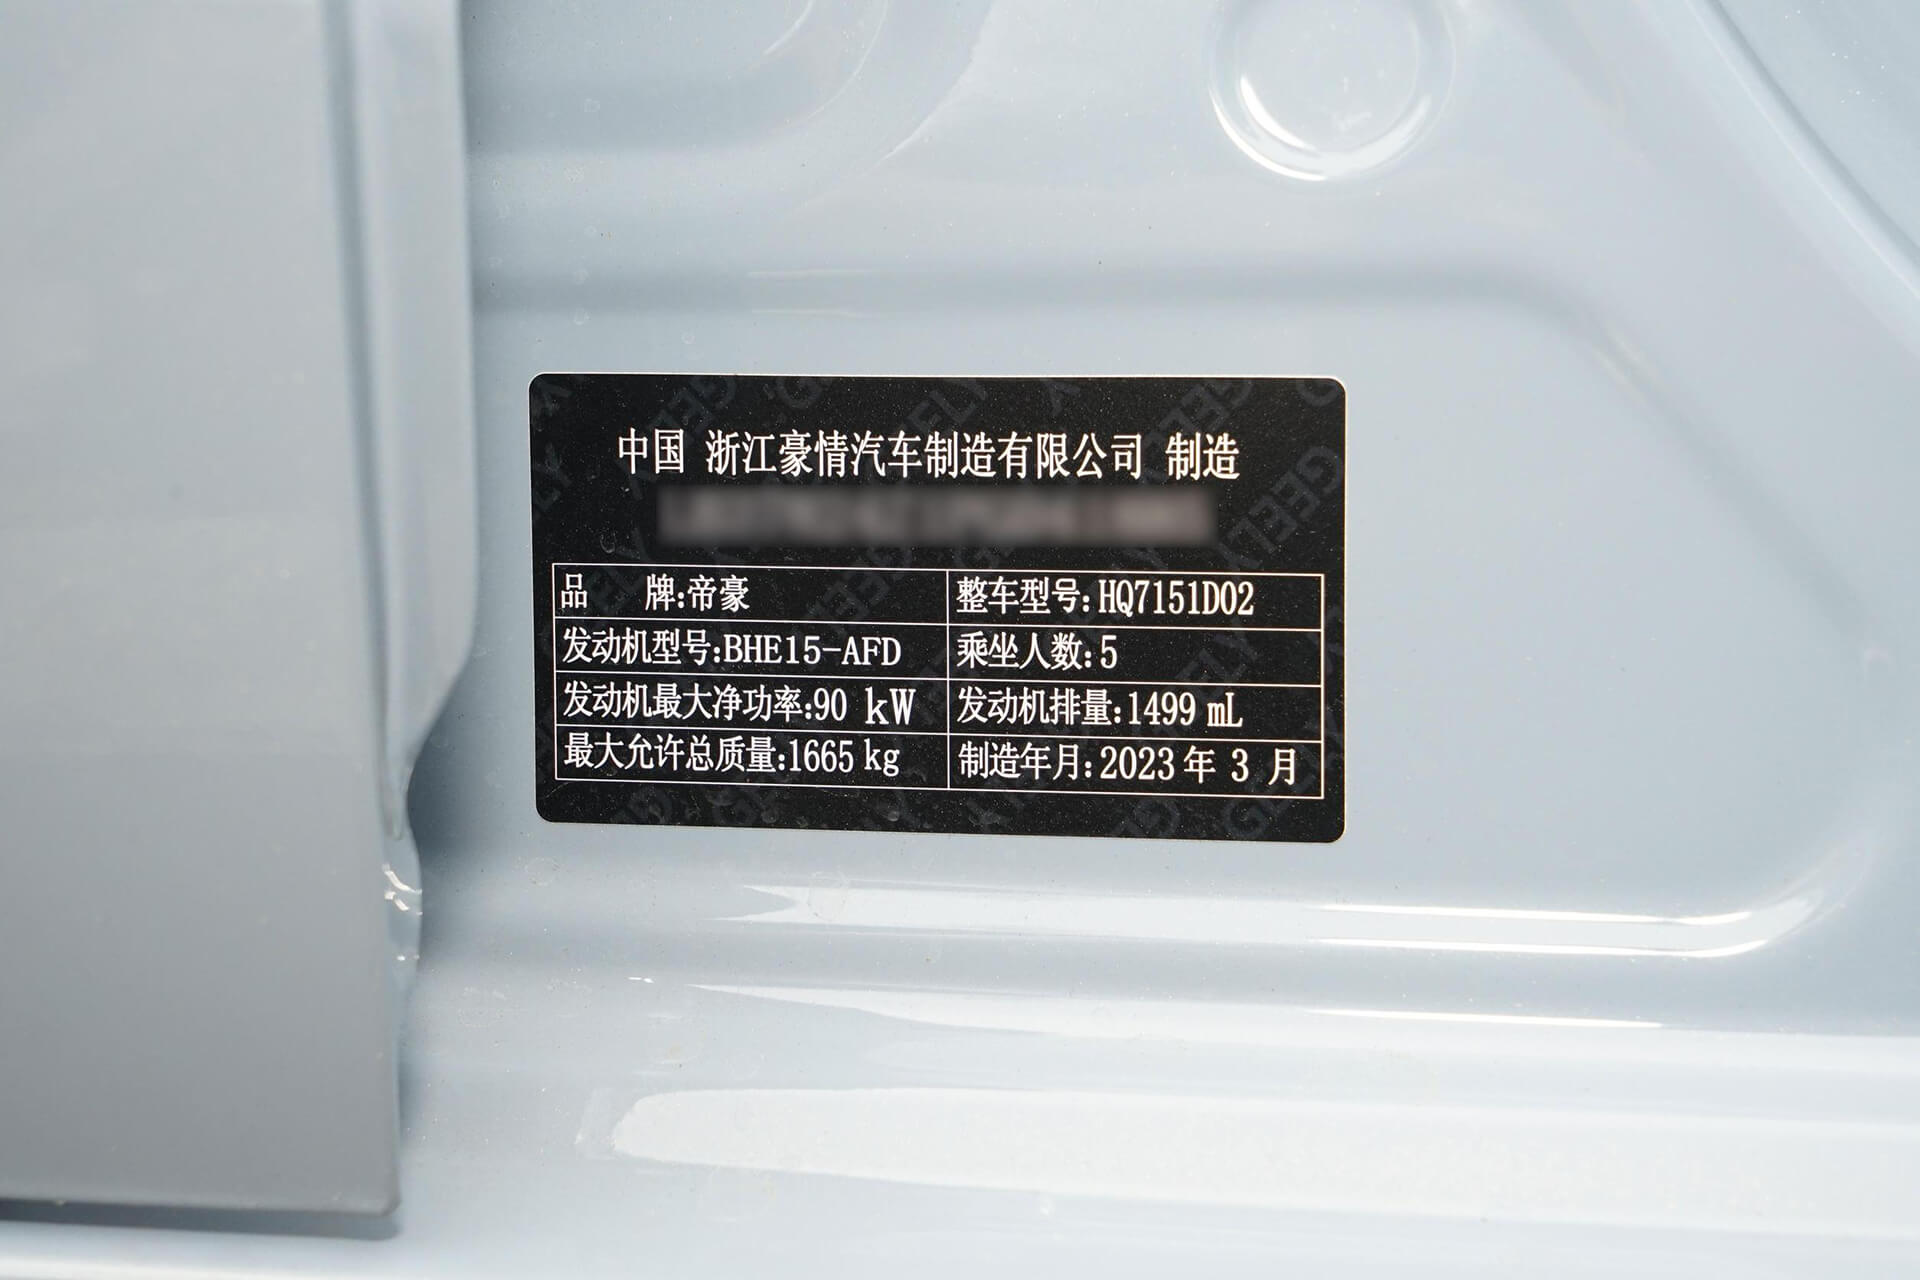 中国 浙江豪情汽车制造有限公司 制造
品 牌:帝豪 整车型号:HQ7151D02
发动机型号:BHE15-AFD 乘坐人数:5
发动机最大净功率:90 kW 发动机排量:1499 mL
最大允许总质量:1665 kg 制造年月:2023 年 3 月